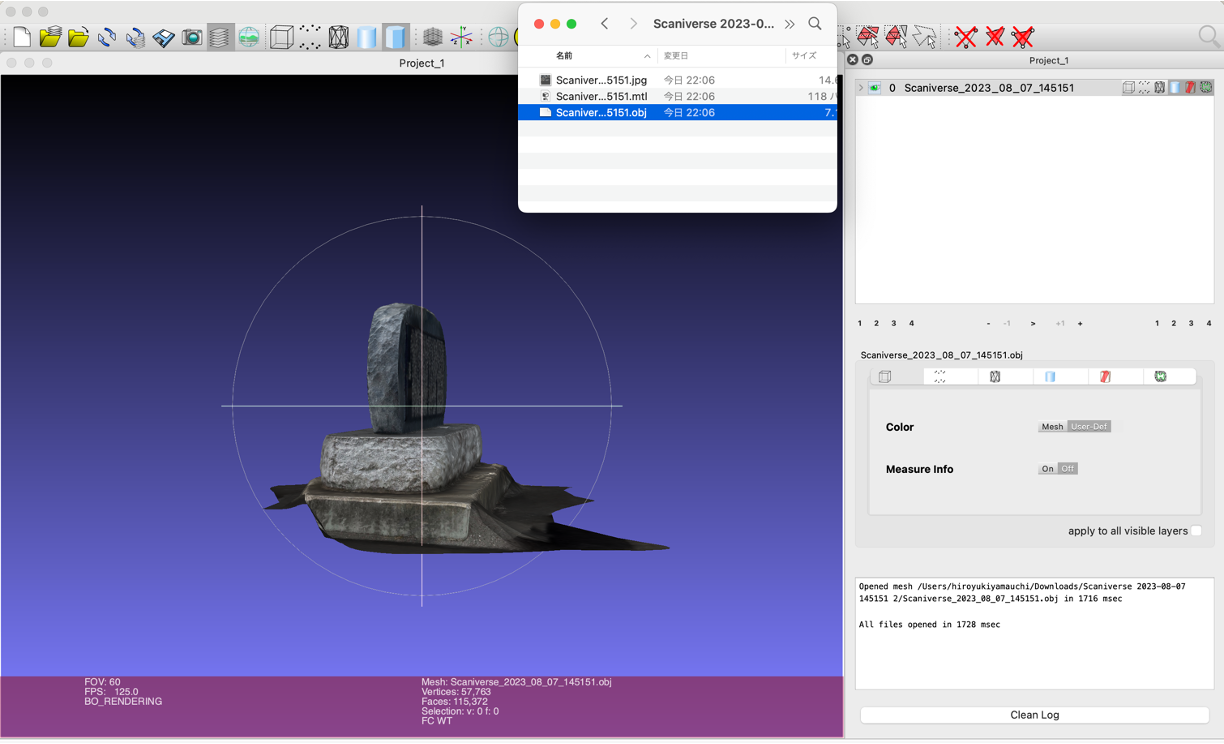 Scaniverse 2023-0...
名前
変更日
サイズ
Scaniver...5151.jpg 今日 22:06 14.
Scaniver...5151.mtl 今日 22:06 118
Scaniver...5151.obj 今日 22:06 7.
Project_1
Project_1
0 Scaniverse_2023_08_07_145151
1 2 3 4 - -1 > +1 + 1 2 3 4
Scaniverse_2023_08_07_145151.obj
Color Mesh User-Def
Measure Info On Off
apply to all visible layers
Opened mesh /Users/hiroyukiyamauchi/Downloads/Scaniverse 2023-08-07
145151 2/Scaniverse_2023_08_07_145151.obj in 1716 msec
All files opened in 1728 msec
Clean Log
FOV: 60
FPS: 125.0
BO_RENDERING
Mesh: Scaniverse_2023_08_07_145151.obj
Vertices: 57,763
Faces: 115,372
Selection: v: 0 f: 0
FC WT